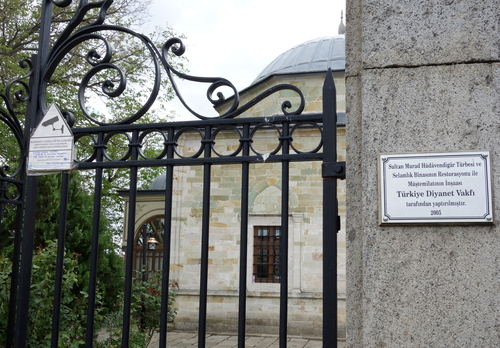 Sultan Murad Hüdâvendigâr Türbesi ve
Selamlık Binasının Restorasyonu ile
Müştemilatının İnşaası
Türkiye Diyanet Vakfı
tarafından yaptırılmıştır.
2005